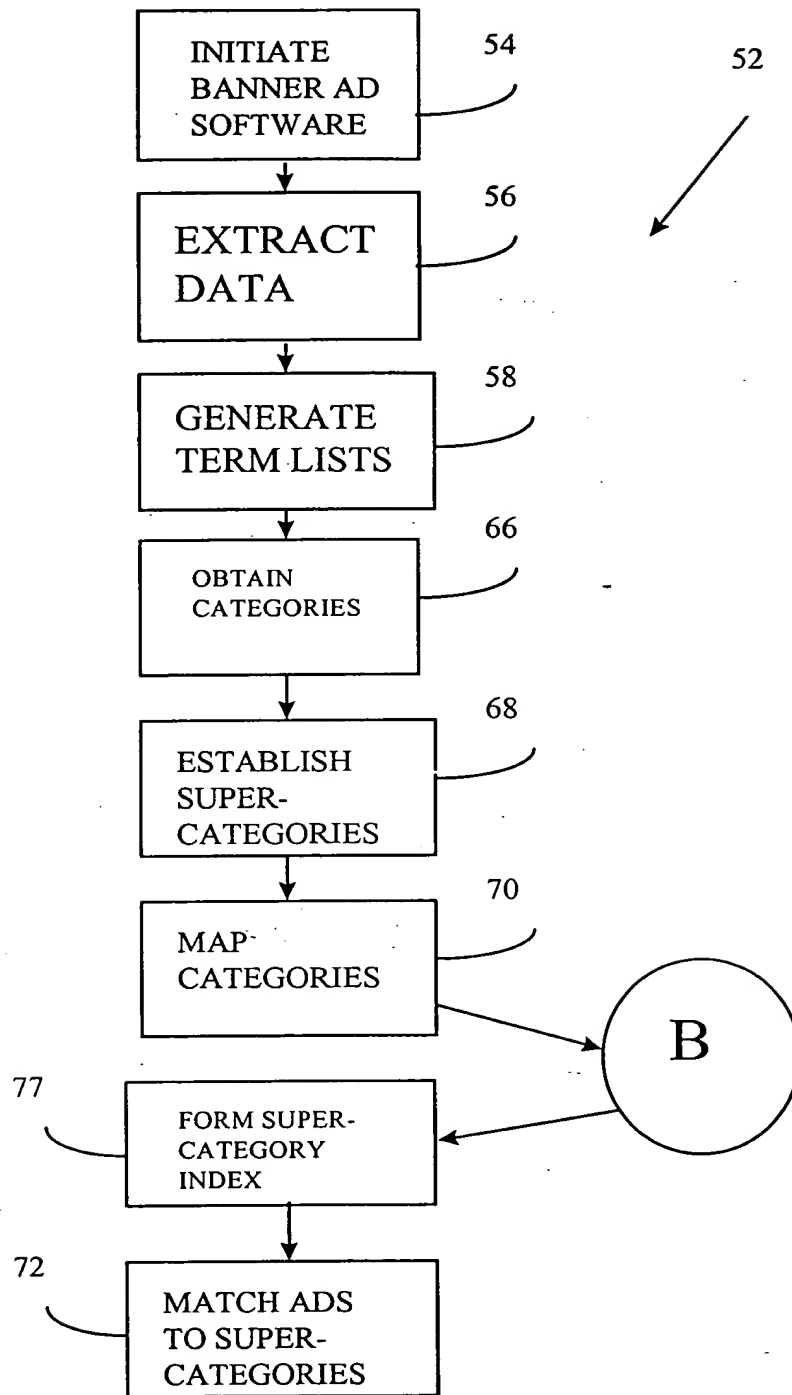 INITIATE
BANNER AD
SOFTWARE
54
52
EXTRACT
DATA
56
GENERATE
TERM LISTS
58
OBTAIN
CATEGORIES
66
ESTABLISH
SUPER-
CATEGORIES
68
MAP
CATEGORIES
70
B
77
FORM SUPER-
CATEGORY
INDEX
72
MATCH ADS
TO SUPER-
CATEGORIES